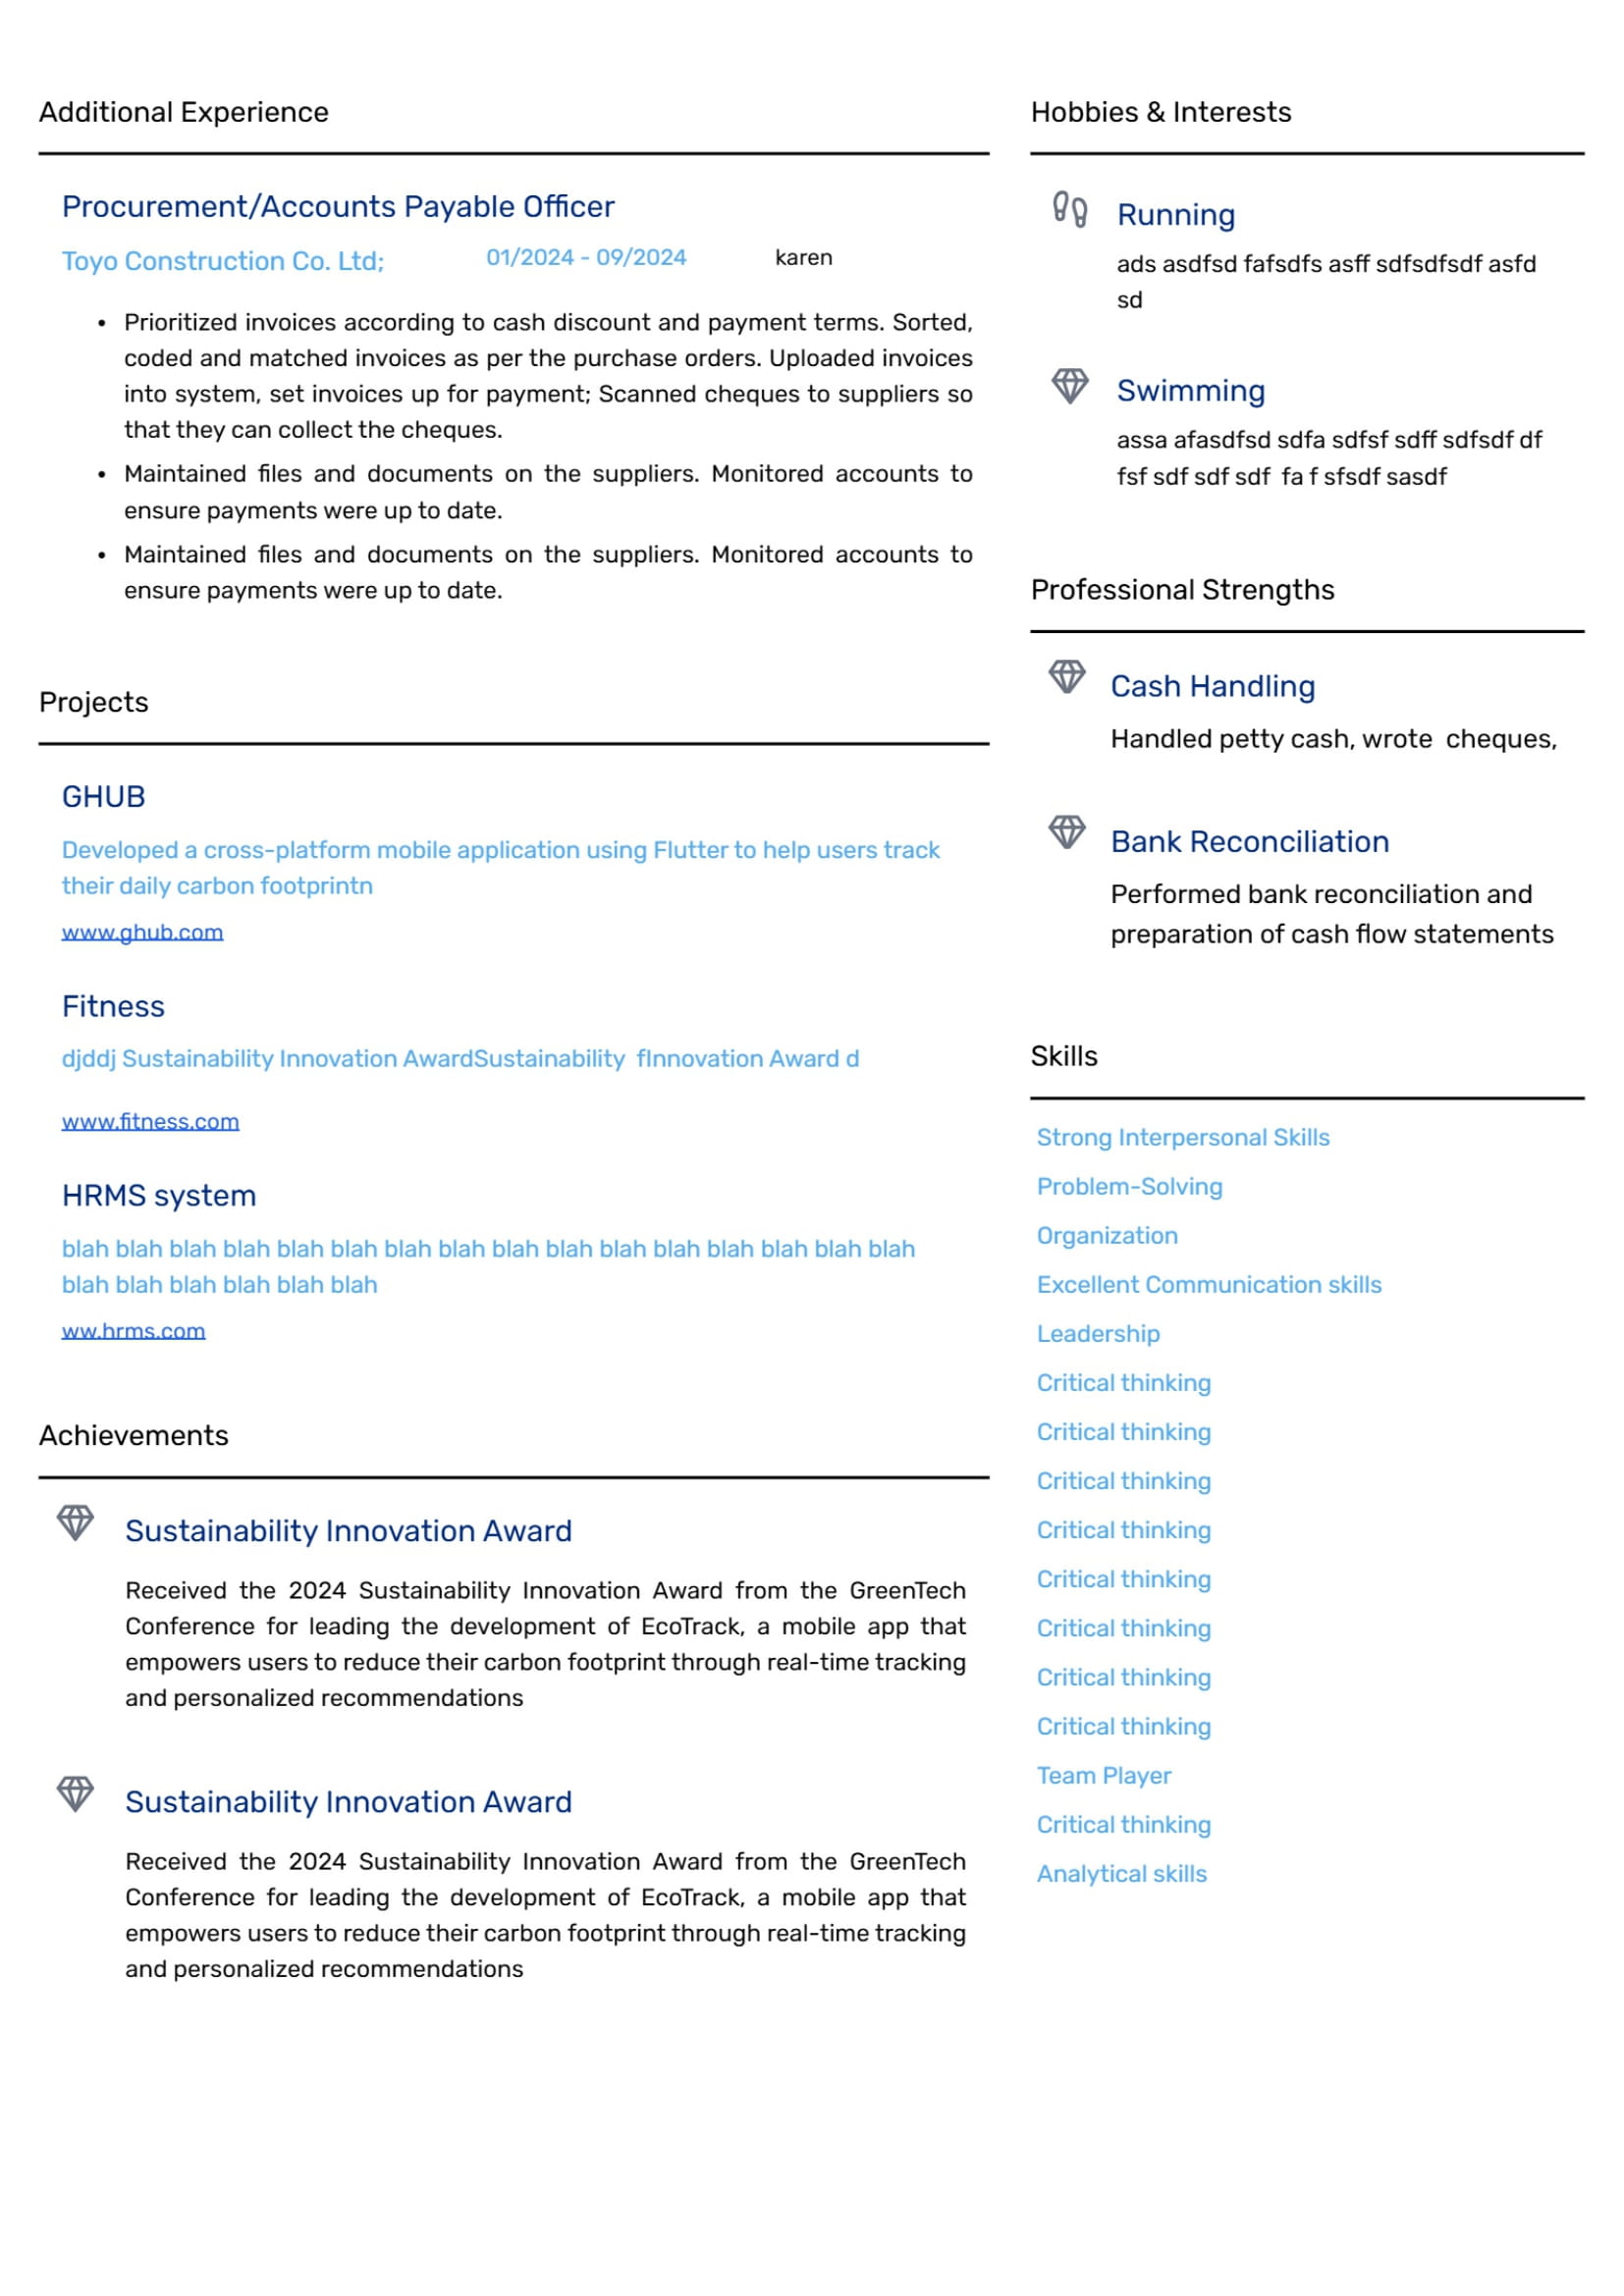 Additional Experience
Procurement/Accounts Payable Officer
Toyo Construction Co. Ltd; 01/2024 - 09/2024 karen
• Prioritized invoices according to cash discount and payment terms. Sorted,
coded and matched invoices as per the purchase orders. Uploaded invoices
into system, set invoices up for payment; Scanned cheques to suppliers so
that they can collect the cheques.
• Maintained files and documents on the suppliers. Monitored accounts to
ensure payments were up to date.
• Maintained files and documents on the suppliers. Monitored accounts to
ensure payments were up to date.
Projects
GHUB
Developed a cross-platform mobile application using Flutter to help users track
their daily carbon footprintn
www.ghub.com
Fitness
djddj Sustainability Innovation AwardSustainability fInnovation Award d
www.fitness.com
HRMS system
blah blah blah blah blah blah blah blah blah blah blah blah blah blah blah blah
blah blah blah blah blah blah
ww.hrms.com
Achievements
Sustainability Innovation Award
Received the 2024 Sustainability Innovation Award from the GreenTech
Conference for leading the development of EcoTrack, a mobile app that
empowers users to reduce their carbon footprint through real-time tracking
and personalized recommendations
Sustainability Innovation Award
Received the 2024 Sustainability Innovation Award from the GreenTech
Conference for leading the development of EcoTrack, a mobile app that
empowers users to reduce their carbon footprint through real-time tracking
and personalized recommendations
Hobbies & Interests
Running
ads asdfsd fafsdfs asff sdfsdfsdf asfd
sd
Swimming
assa afasdfsd sdfa sdfsf sdff sdfsdf df
fsf sdf sdf sdf fa f sfsdf sasdf
Professional Strengths
Cash Handling
Handled petty cash, wrote cheques,
Bank Reconciliation
Performed bank reconciliation and
preparation of cash flow statements
Skills
Strong Interpersonal Skills
Problem-Solving
Organization
Excellent Communication skills
Leadership
Critical thinking
Critical thinking
Critical thinking
Critical thinking
Critical thinking
Critical thinking
Critical thinking
Critical thinking
Team Player
Critical thinking
Analytical skills